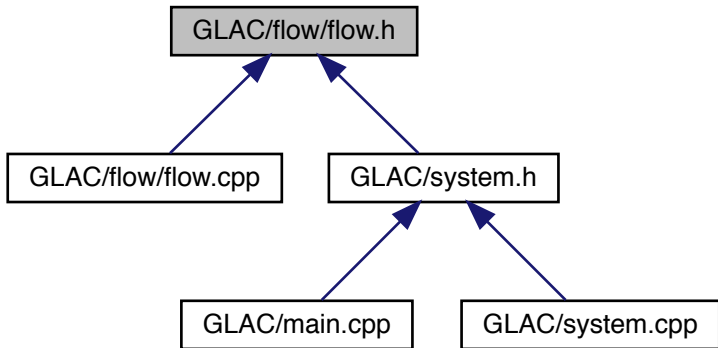 GLAC/flow/flow.h
GLAC/flow/flow.cpp
GLAC/system.h
GLAC/main.cpp
GLAC/system.cpp